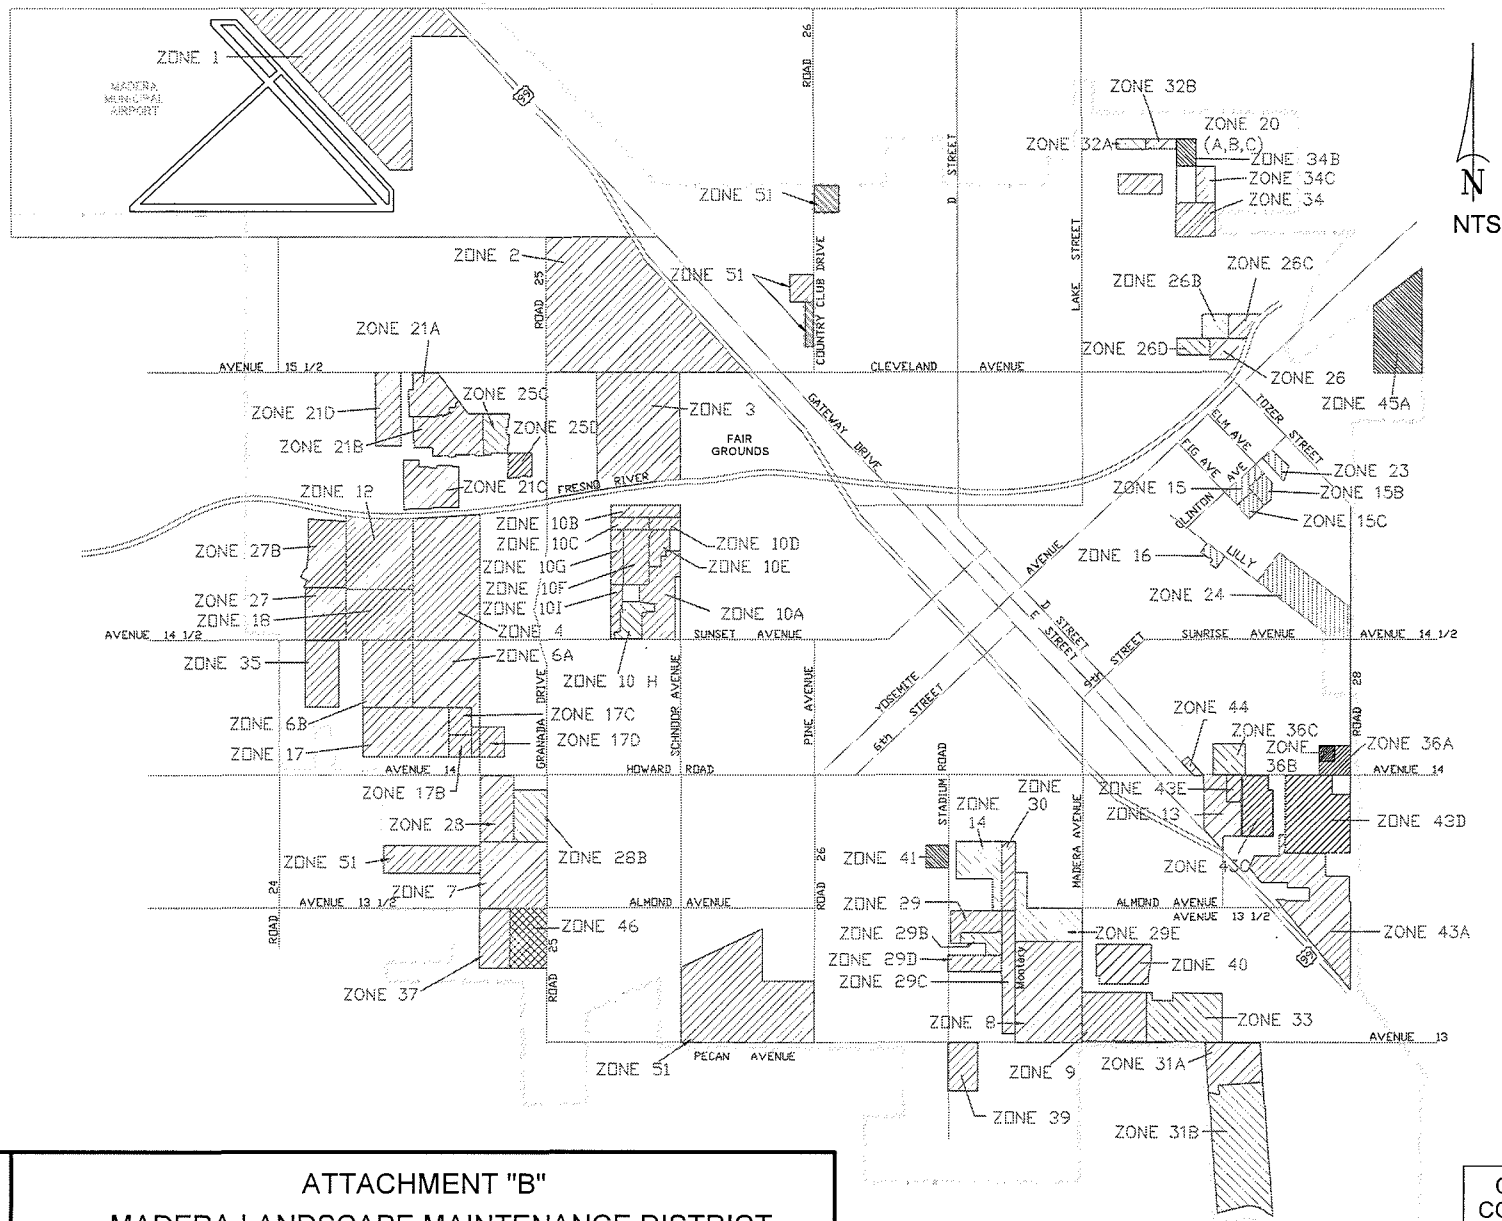 ZONE 1
MADERA
MUNICIPAL
AIRPORT
99
ROAD 26
D STREET
LAKE STREET
ZONE 32B
ZONE 32A
ZONE 20
(A,B,C)
ZONE 34B
ZONE 34C
ZONE 34
N
NTS
ZONE 51
ZONE 2
ROAD 25
ZONE 51
COUNTRY CLUB DRIVE
ZONE 26C
ZONE 26B
ZONE 26D
ZONE 26
ZONE 45A
ZONE 21A
AVENUE 15 1/2
CLEVELAND AVENUE
ZONE 21D
ZONE 25C
ZONE 25D
ZONE 21B
ZONE 3
FAIR
GROUNDS
GATEWAY DRIVE
TOZER STREET
ELM AVE
FIG AVE
CLINTON AVE
ZONE 23
ZONE 15
ZONE 15B
ZONE 15C
ZONE 12
ZONE 21C
FRESNO RIVER
ZONE 10B
ZONE 10C
ZONE 10D
ZONE 10G
ZONE 10E
ZONE 10F
ZONE 10I
ZONE 10A
ZONE 27B
ZONE 27
ZONE 18
ZONE 4
ZONE 16
LILLY
ZONE 24
AVENUE 14 1/2
SUNSET AVENUE
SUNRISE AVENUE
AVENUE 14 1/2
YOSEMITE AVENUE
6th STREET
D STREET
E STREET
9th STREET
ZONE 35
ZONE 6A
ZONE 10 H
ZONE 6B
ZONE 17
ZONE 17C
ZONE 17D
GRANADA DRIVE
SCHNOOR AVENUE
PINE AVENUE
STADIUM ROAD
ROAD 28
ZONE 44
ZONE 36C
ZONE 36B
ZONE 36A
AVENUE 14
HOWARD ROAD
AVENUE 14
ZONE 17B
ZONE 28
ZONE 28B
ZONE 51
ZONE 7
ZONE 14
ZONE 30
ZONE 41
MADERA AVENUE
ZONE 43E
ZONE 13
ZONE 43C
ZONE 43D
ROAD 24
AVENUE 13 1/2
ALMOND AVENUE
ROAD 26
ALMOND AVENUE
AVENUE 13 1/2
ZONE 29
ZONE 29B
ZONE 29D
ZONE 29C
ZONE 29E
Monterey
ZONE 40
ZONE 43A
99
ZONE 46
ROAD 25
ZONE 37
ZONE 8
ZONE 33
PECAN AVENUE
AVENUE 13
ZONE 51
ZONE 9
ZONE 31A
ZONE 39
ZONE 31B
ATTACHMENT "B"
MADERA LANDSCAPE MAINTENANCE DISTRICT